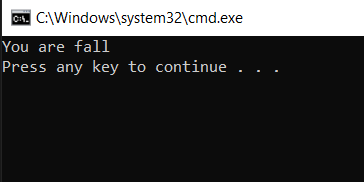 C:\Windows\system32\cmd.exe
You are fall
Press any key to continue . . .